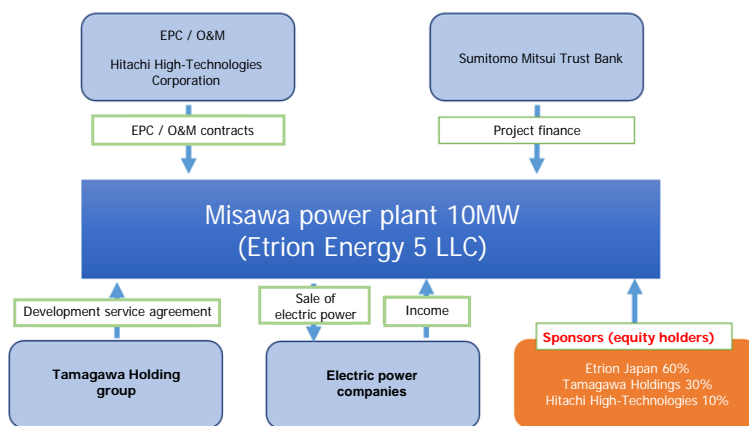 EPC / O&M
Hitachi High-Technologies
Corporation
Sumitomo Mitsui Trust Bank
EPC / O&M contracts
Project finance
Misawa power plant 10MW
(Etrion Energy 5 LLC)
Development service agreement
Sale of
electric power
Income
Sponsors (equity holders)
Tamagawa Holding
group
Electric power
companies
Etrion Japan 60%
Tamagawa Holdings 30%
Hitachi High-Technologies 10%